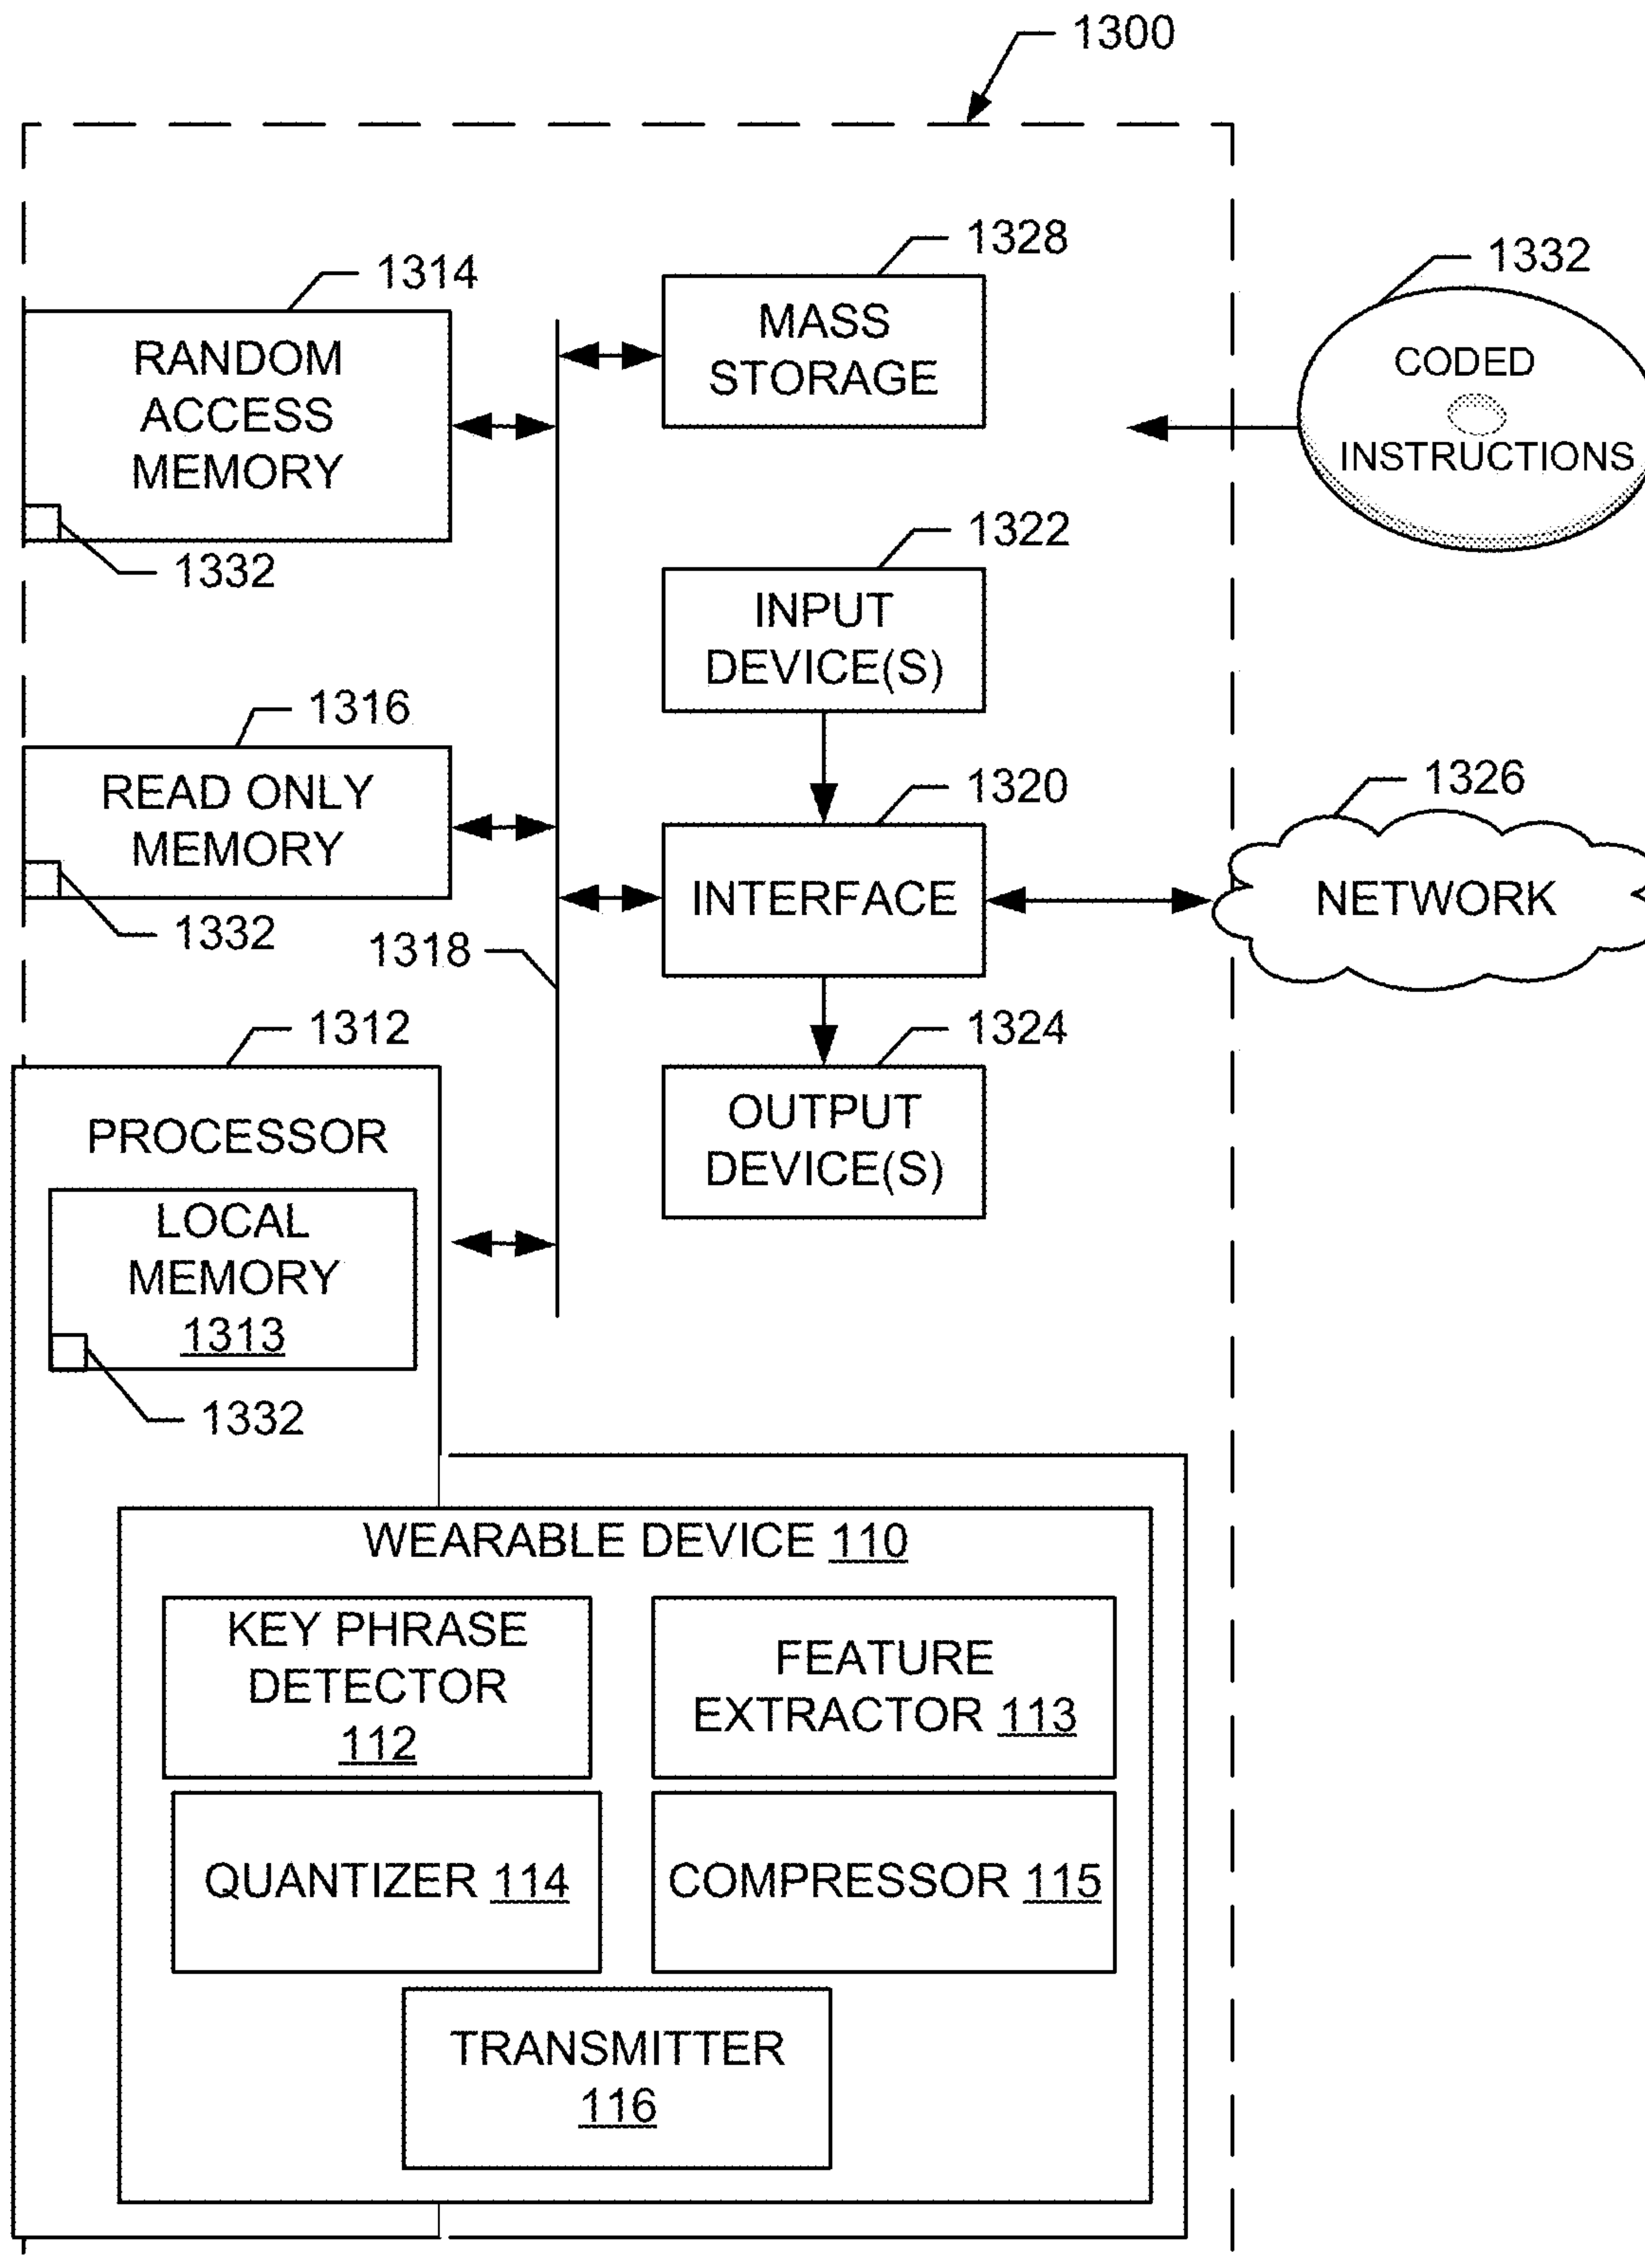 1300
1328
1314
1332
MASS
STORAGE
RANDOM
ACCESS
MEMORY
CODED
INSTRUCTIONS
1332
1322
INPUT
DEVICE(S)
1316
READ ONLY
MEMORY
1332
1318
1320
INTERFACE
1326
NETWORK
1312
1324
OUTPUT
DEVICE(S)
PROCESSOR
LOCAL
MEMORY
1313
1332
WEARABLE DEVICE 110
KEY PHRASE
DETECTOR
112
FEATURE
EXTRACTOR 113
QUANTIZER 114
COMPRESSOR 115
TRANSMITTER
116